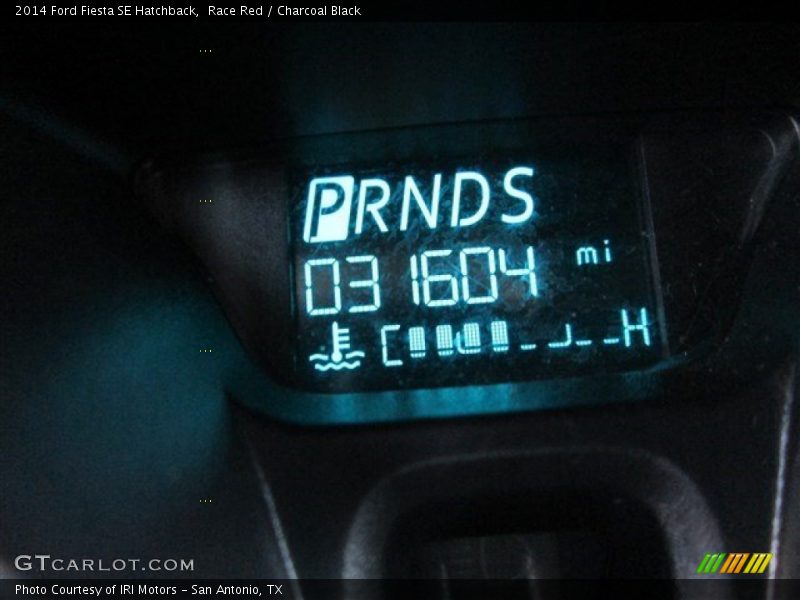 2014 Ford Fiesta SE Hatchback,  Race Red / Charcoal Black
PRNDS
031604 mi
C H
GTCARLOT.COM
Photo Courtesy of IRI Motors – San Antonio, TX